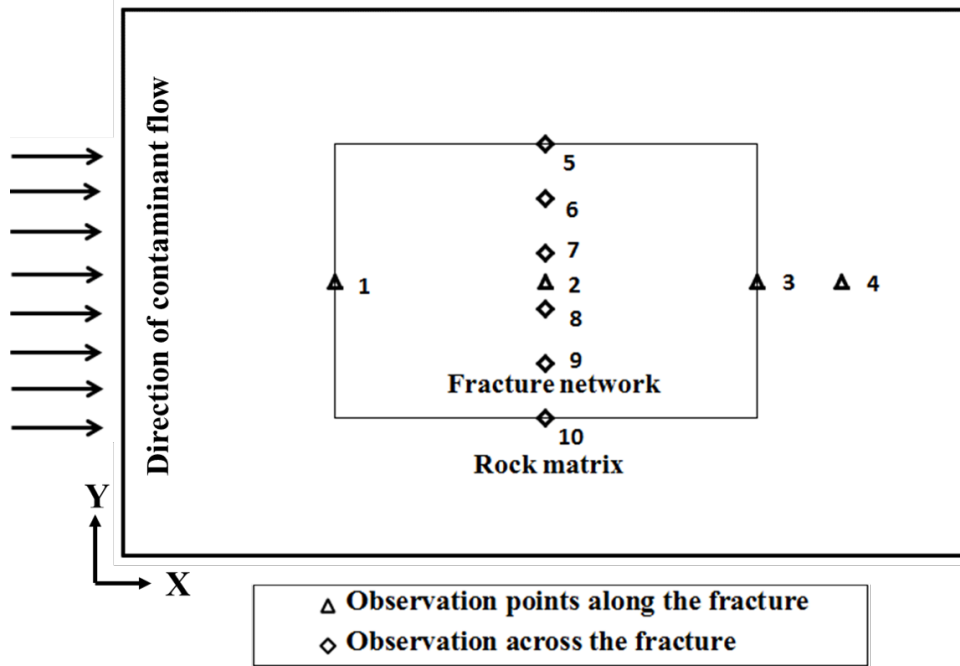 Direction of contaminant flow
5
6
7
1
2
3
4
8
9
Fracture network
10
Rock matrix
Y
X
Observation points along the fracture
Observation across the fracture